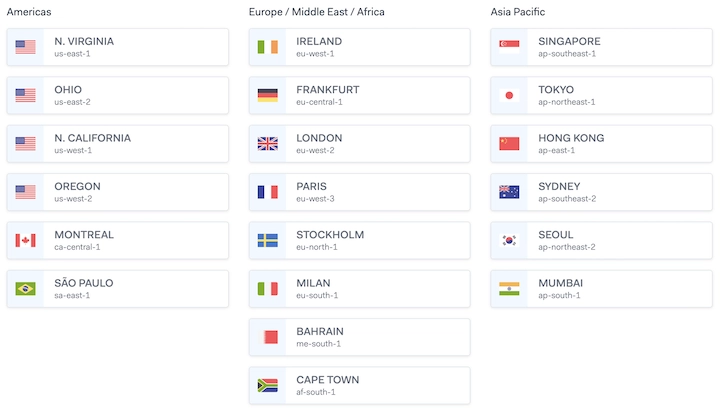 Americas
N. VIRGINIA
us-east-1
OHIO
us-east-2
N. CALIFORNIA
us-west-1
OREGON
us-west-2
MONTREAL
ca-central-1
SÃO PAULO
sa-east-1
Europe / Middle East / Africa
IRELAND
eu-west-1
FRANKFURT
eu-central-1
LONDON
eu-west-2
PARIS
eu-west-3
STOCKHOLM
eu-north-1
MILAN
eu-south-1
BAHRAIN
me-south-1
CAPE TOWN
af-south-1
Asia Pacific
SINGAPORE
ap-southeast-1
TOKYO
ap-northeast-1
HONG KONG
ap-east-1
SYDNEY
ap-southeast-2
SEOUL
ap-northeast-2
MUMBAI
ap-south-1